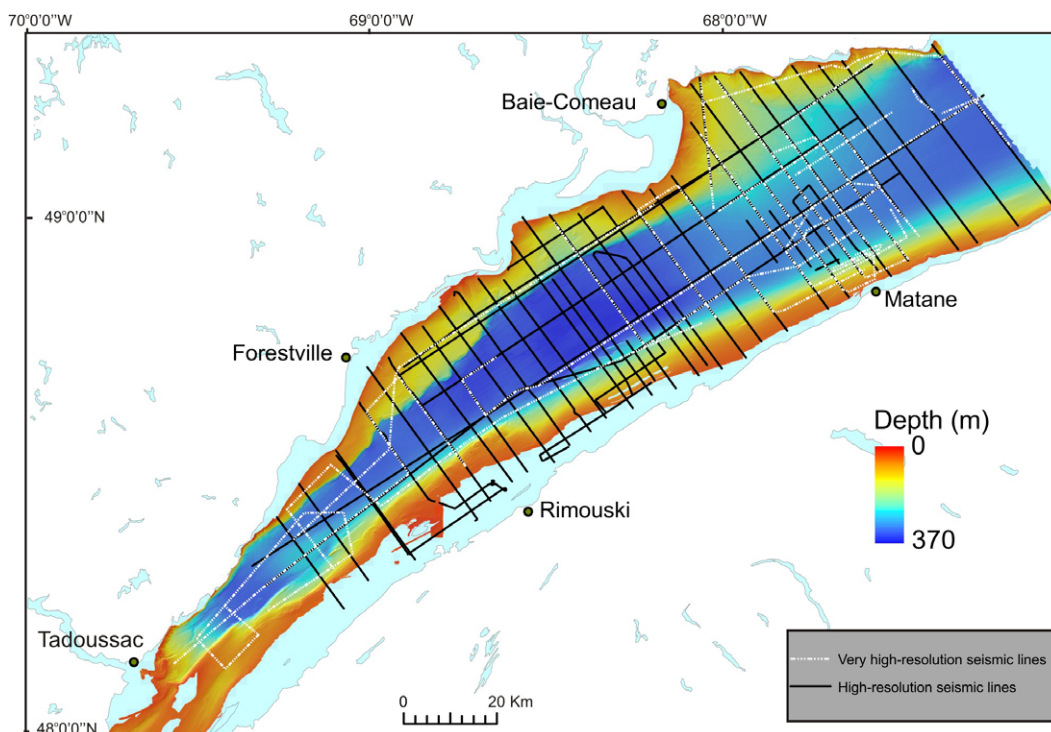 70°0'0"W
69°0'0"W
68°0'0"W
Baie-Comeau
49°0'0"N
Matane
Forestville
Depth (m)
0
370
Rimouski
Tadoussac
Very high-resolution seismic lines
High-resolution seismic lines
0 20 Km
48°0'0"N